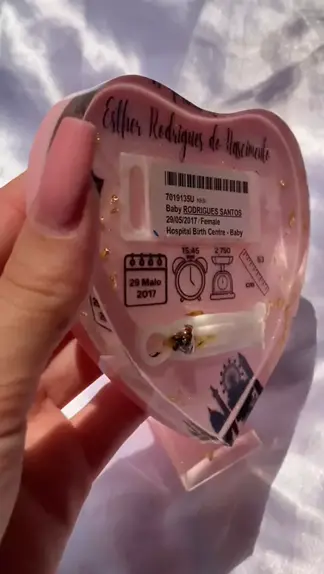 Esther Rodrigues do Nascimento
7019135U
Baby RODRIGUES SANTOS
29/05/2017 / Female
Hospital Birth Centre - Baby
15:45
2.750
53
cm
29 Maio
2017